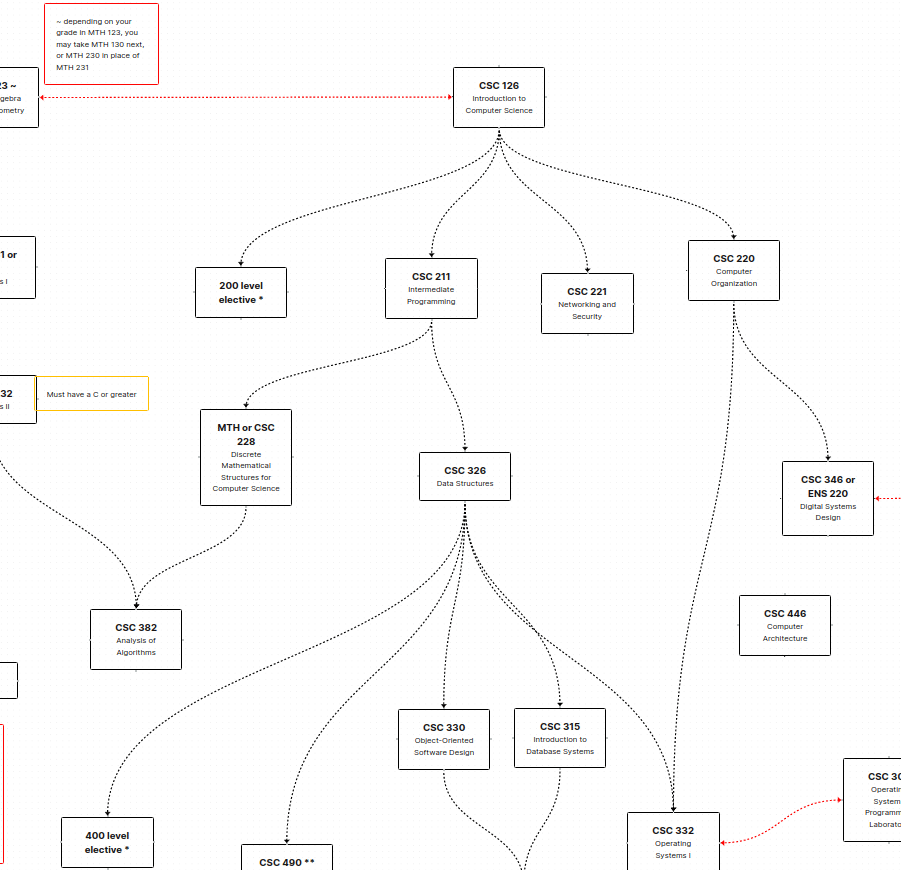 ~ depending on your
grade in MTH 123, you
may take MTH 130 next,
or MTH 230 in place of
MTH 231
23 ~
CSC 126
Introduction to
Computer Science
1 or
s I
200 level
elective *
CSC 211
Intermediate
Programming
CSC 221
Networking and
Security
CSC 220
Computer
Organization
32
s II
Must have a C or greater
MTH or CSC
228
Discrete
Mathematical
Structures for
Computer Science
CSC 326
Data Structures
CSC 346 or
ENS 220
Digital Systems
Design
CSC 382
Analysis of
Algorithms
CSC 446
Computer
Architecture
CSC 330
Object-Oriented
Software Design
CSC 315
Introduction to
Database Systems
400 level
elective *
CSC 490 **
CSC 332
Operating
Systems I
CSC 30
Operatin
System
Programm
Laborato